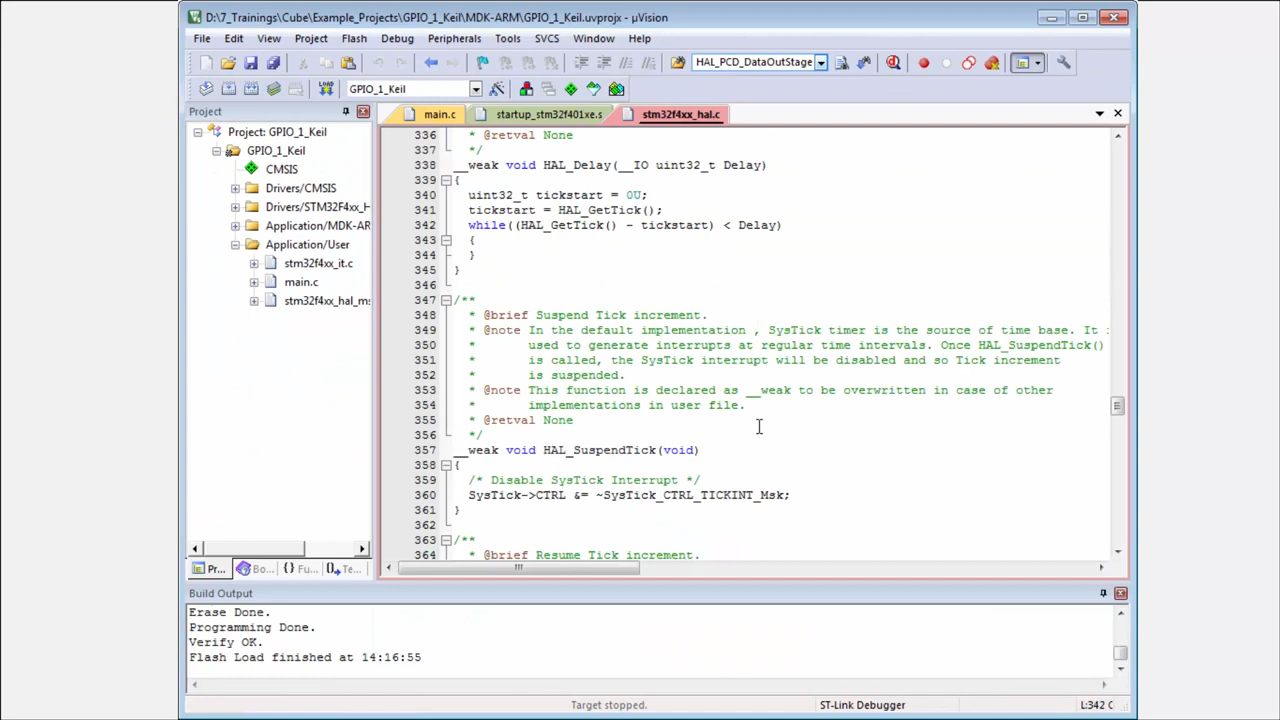 D:\7_Trainings\Cube\Example_Projects\GPIO_1_Keil\MDK-ARM\GPIO_1_Keil.uvprojx - µVision
File Edit View Project Flash Debug Peripherals Tools SVCS Window Help
HAL_PCD_DataOutStage
GPIO_1_Keil
Project
Project: GPIO_1_Keil
GPIO_1_Keil
CMSIS
Drivers/CMSIS
Drivers/STM32F4xx_H
Application/MDK-AR
Application/User
stm32f4xx_it.c
main.c
stm32f4xx_hal_ms
Pr... Bo... {} Fu... Te...
main.c startup_stm32f401xe.s stm32f4xx_hal.c
336 * @retval None
337 */
338 __weak void HAL_Delay(__IO uint32_t Delay)
339 {
340 uint32_t tickstart = 0U;
341 tickstart = HAL_GetTick();
342 while((HAL_GetTick() - tickstart) < Delay)
343 {
344 }
345 }
346
347 /**
348 * @brief Suspend Tick increment.
349 * @note In the default implementation , SysTick timer is the source of time base. It i
350 * used to generate interrupts at regular time intervals. Once HAL_SuspendTick()
351 * is called, the SysTick interrupt will be disabled and so Tick increment
352 * is suspended.
353 * @note This function is declared as __weak to be overwritten in case of other
354 * implementations in user file.
355 * @retval None
356 */
357 __weak void HAL_SuspendTick(void)
358 {
359 /* Disable SysTick Interrupt */
360 SysTick->CTRL &= ~SysTick_CTRL_TICKINT_Msk;
361 }
362
363 /**
364 * @brief Resume Tick increment.
Build Output
Erase Done.
Programming Done.
Verify OK.
Flash Load finished at 14:16:55
Target stopped. ST-Link Debugger L:342 C